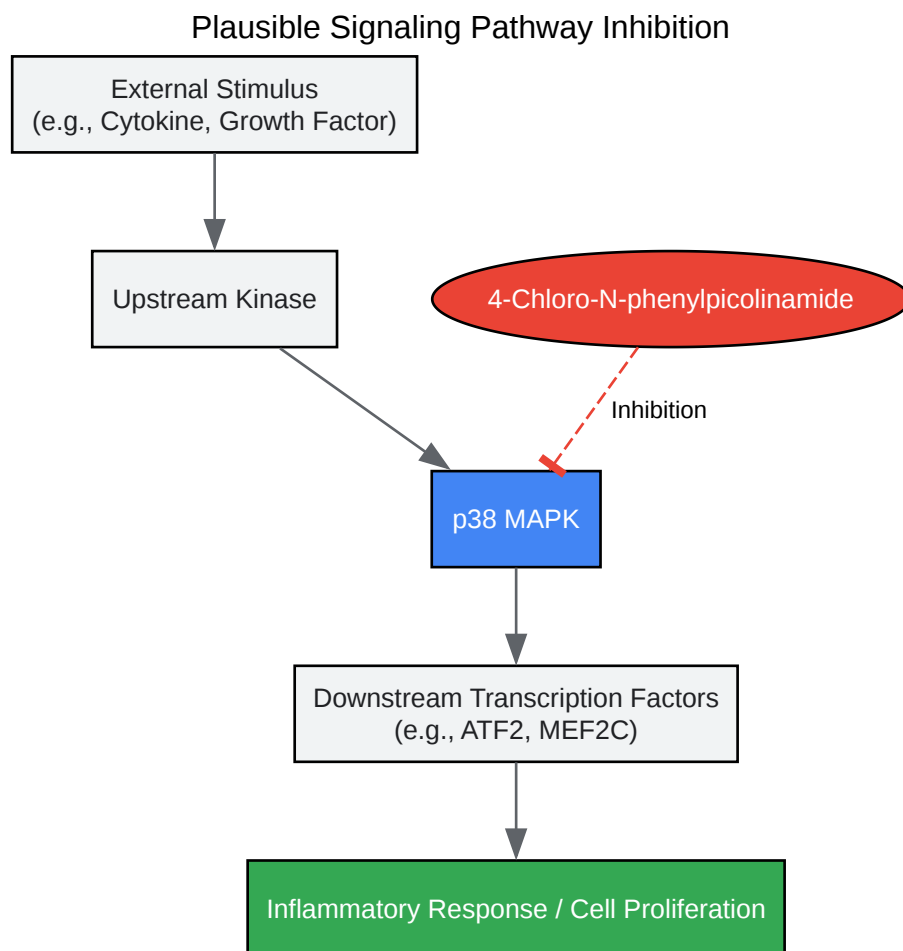 Plausible Signaling Pathway Inhibition
External Stimulus
(e.g., Cytokine, Growth Factor)
Upstream Kinase
4-Chloro-N-phenylpicolinamide
Inhibition
p38 MAPK
Downstream Transcription Factors
(e.g., ATF2, MEF2C)
Inflammatory Response / Cell Proliferation